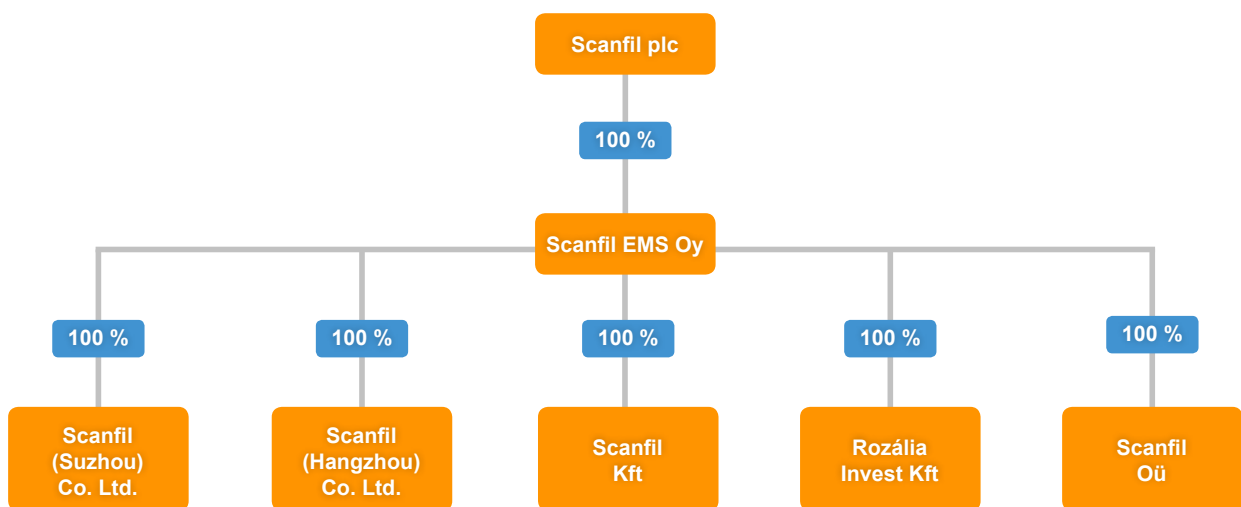 Scanfil plc
100 %
Scanfil EMS Oy
100 %
100 %
100 %
100 %
100 %
Scanfil
(Suzhou)
Co. Ltd.
Scanfil
(Hangzhou)
Co. Ltd.
Scanfil
Kft
Rozália
Invest Kft
Scanfil
Oü